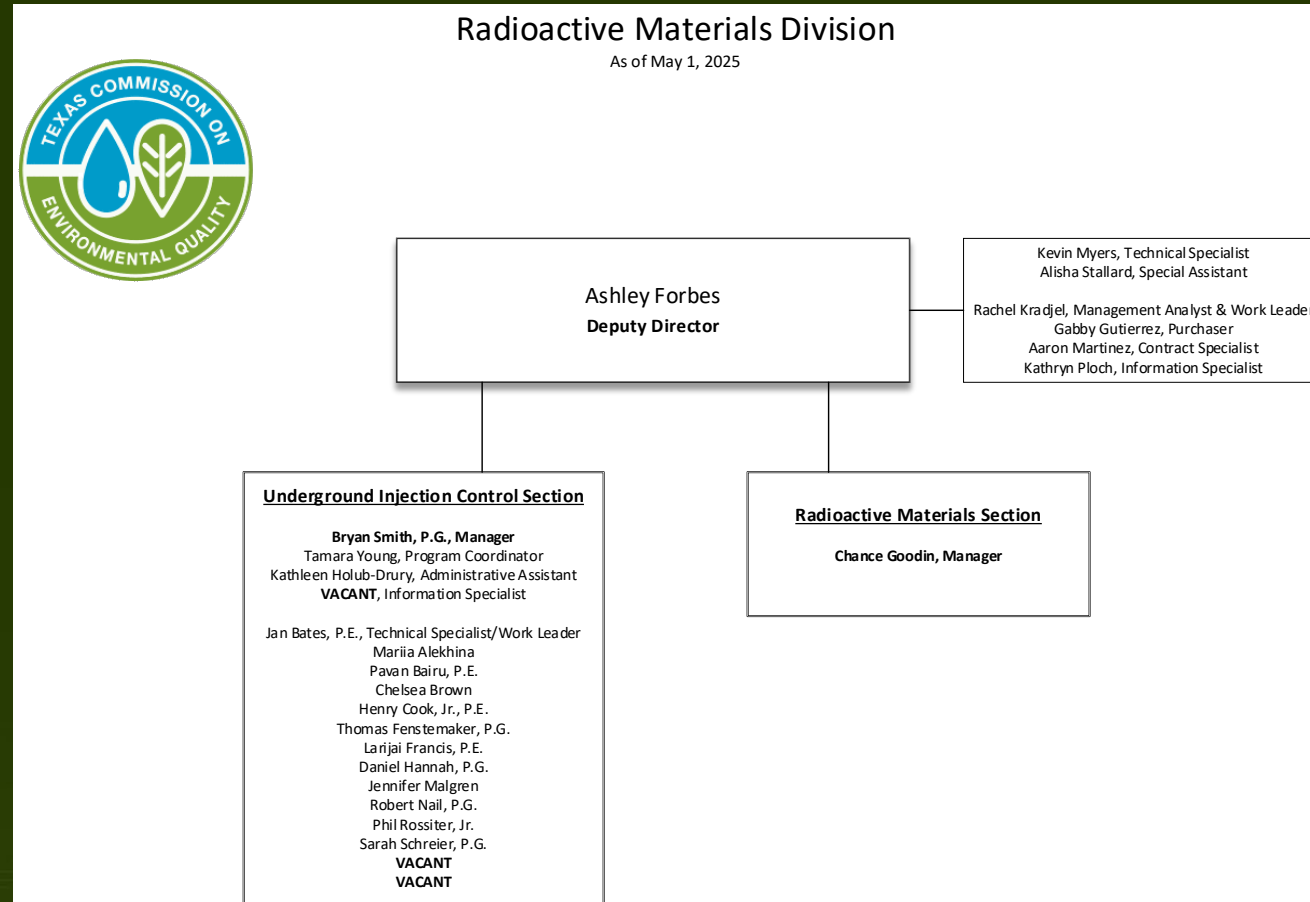 Radioactive Materials Division
As of May 1, 2025
TEXAS COMMISSION ON
ENVIRONMENTAL QUALITY
Ashley Forbes
Deputy Director
Kevin Myers, Technical Specialist
Alisha Stallard, Special Assistant
Rachel Kradjel, Management Analyst & Work Leader
Gabby Gutierrez, Purchaser
Aaron Martinez, Contract Specialist
Kathryn Ploch, Information Specialist
Underground Injection Control Section
Bryan Smith, P.G., Manager
Tamara Young, Program Coordinator
Kathleen Holub-Drury, Administrative Assistant
VACANT, Information Specialist
Jan Bates, P.E., Technical Specialist/Work Leader
Mariia Alekhina
Pavan Bairu, P.E.
Chelsea Brown
Henry Cook, Jr., P.E.
Thomas Fenstemaker, P.G.
Larijai Francis, P.E.
Daniel Hannah, P.G.
Jennifer Malgren
Robert Nail, P.G.
Phil Rossiter, Jr.
Sarah Schreier, P.G.
VACANT
VACANT
Radioactive Materials Section
Chance Goodin, Manager